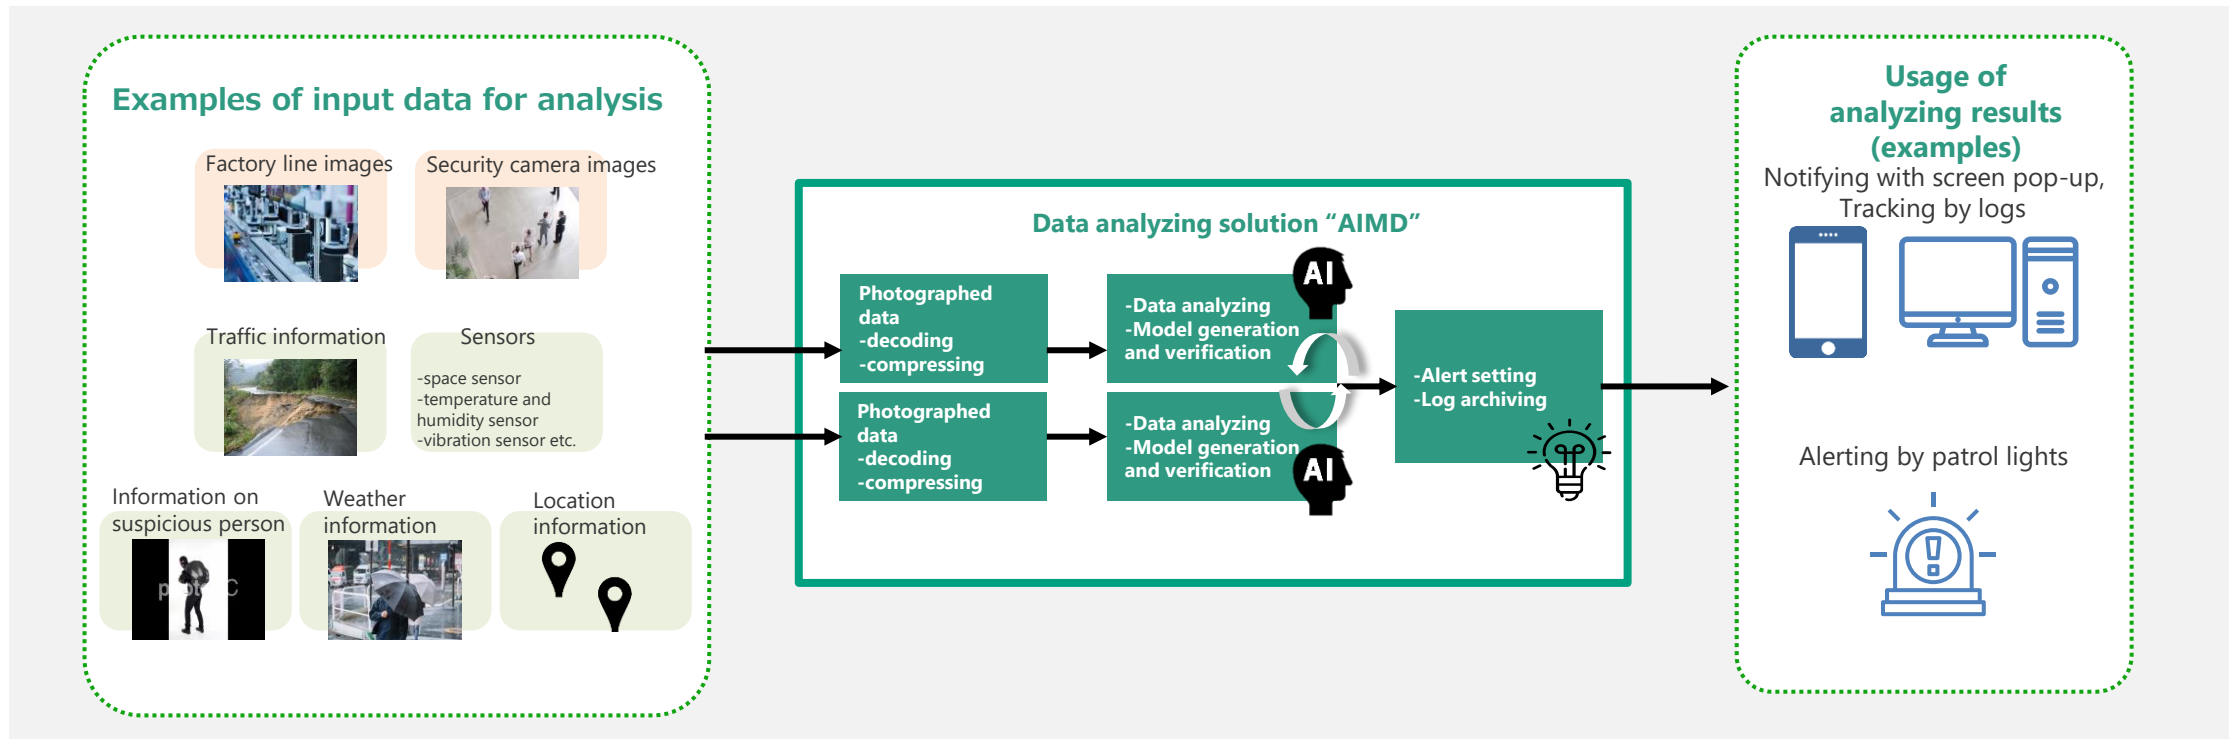 Examples of input data for analysis
Factory line images
Security camera images
Traffic information
Sensors
-space sensor
-temperature and
humidity sensor
-vibration sensor etc.
Information on
suspicious person
Weather
information
Location
information
Data analyzing solution “AIMD”
Photographed
data
-decoding
-compressing
-Data analyzing
-Model generation
and verification
AI
Photographed
data
-decoding
-compressing
-Data analyzing
-Model generation
and verification
AI
-Alert setting
-Log archiving
Usage of
analyzing results
(examples)
Notifying with screen pop-up,
Tracking by logs
Alerting by patrol lights
!